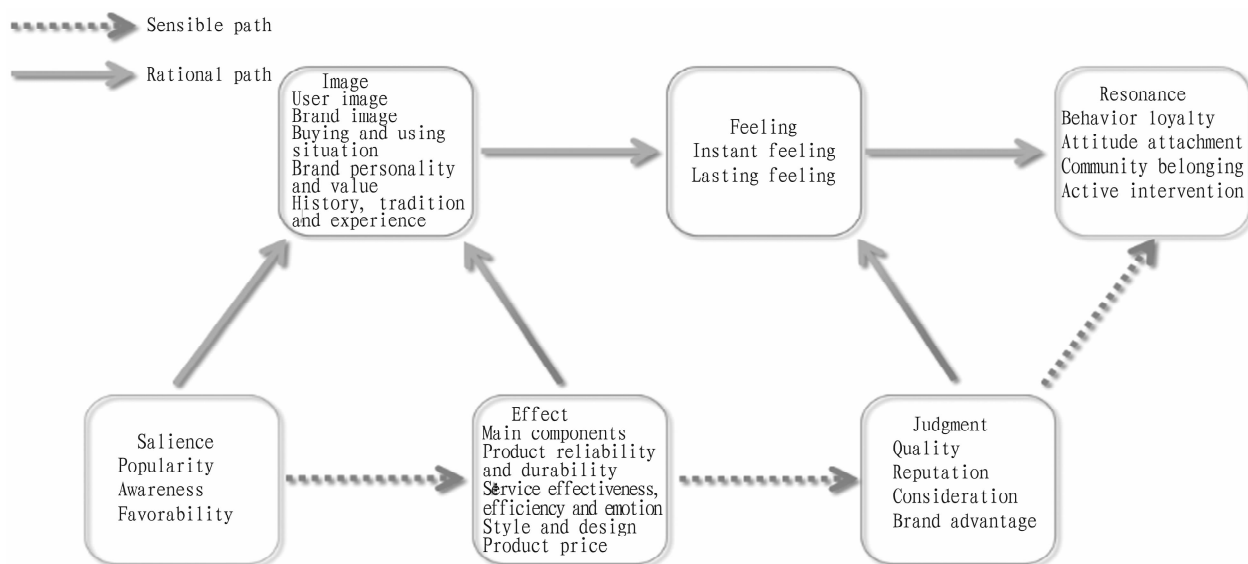 Sensible path
Rational path
Image
User image
Brand image
Buying and using
situation
Brand personality
and value
History, tradition
and experience
Feeling
Instant feeling
Lasting feeling
Resonance
Behavior loyalty
Attitude attachment
Community belonging
Active intervention
Salience
Popularity
Awareness
Favorability
Effect
Main components
Product reliability
and durability
Service effectiveness,
efficiency and emotion
Style and design
Product price
Judgment
Quality
Reputation
Consideration
Brand advantage